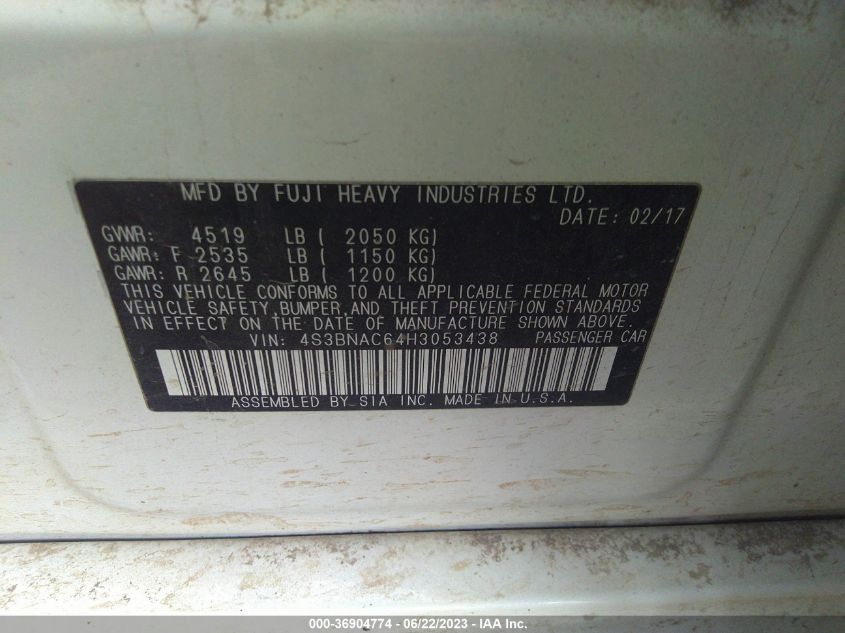 MFD BY FUJI HEAVY INDUSTRIES LTD.
DATE: 02/17
GVWR: 4519 LB ( 2050 KG)
GAWR: F 2535 LB ( 1150 KG)
GAWR: R 2645 LB ( 1200 KG)
THIS VEHICLE CONFORMS TO ALL APPLICABLE FEDERAL MOTOR
VEHICLE SAFETY,BUMPER,AND THEFT PREVENTION STANDARDS
IN EFFECT ON THE DATE OF MANUFACTURE SHOWN ABOVE.
VIN: 4S3BNAC64H3053438 PASSENGER CAR
ASSEMBLED BY SIA INC. MADE IN U.S.A.
000-36904774 - 06/22/2023 - IAA Inc.